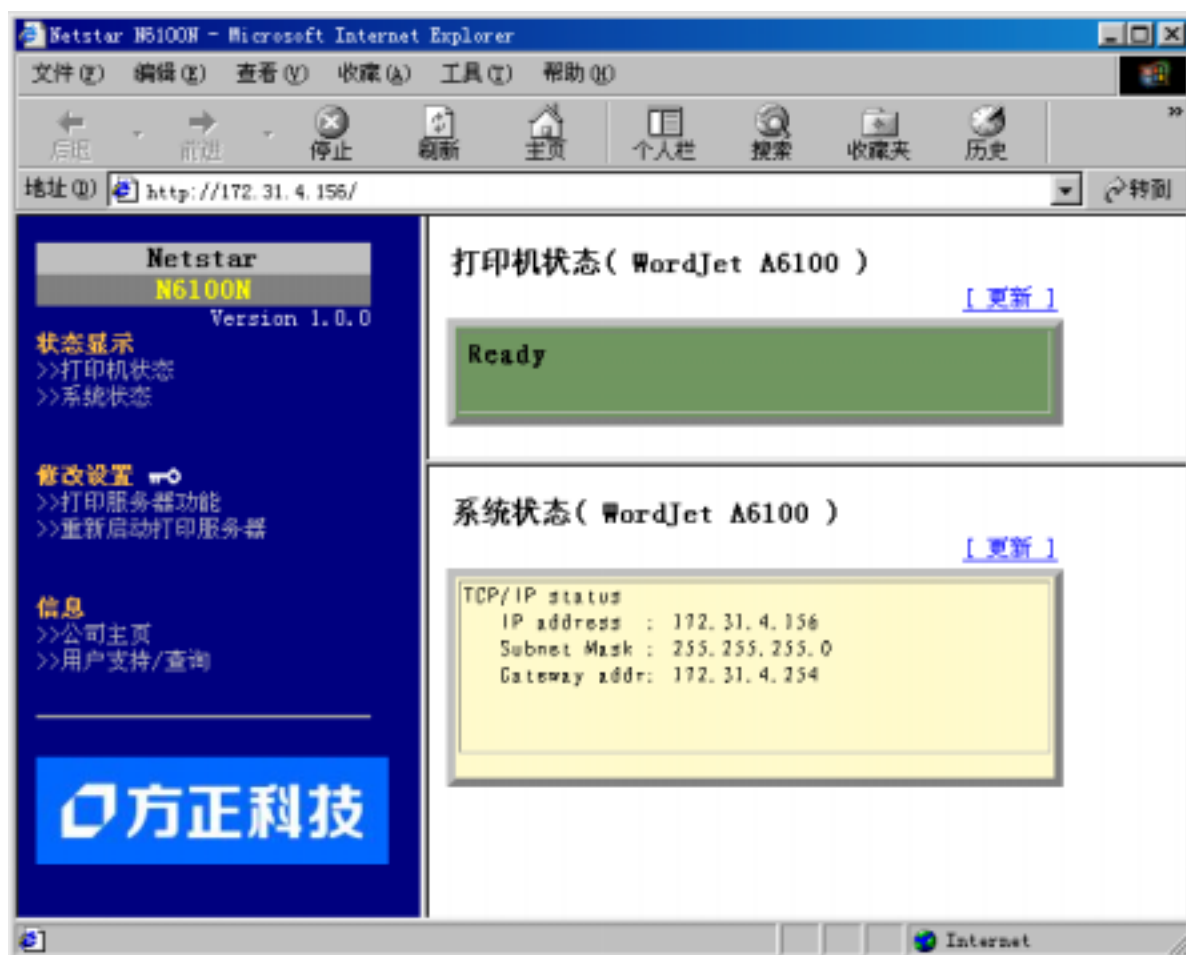 Netstar N6100N - Microsoft Internet Explorer
文件(F) 编辑(E) 查看(V) 收藏(A) 工具(T) 帮助(H)
后退 前进 停止 刷新 主页 个人栏 搜索 收藏夹 历史 »
地址(D) http://172.31.4.156/ 转到
Netstar
N6100N
Version 1.0.0
状态显示
>>打印机状态
>>系统状态
修改设置
>>打印服务器功能
>>重新启动打印服务器
信息
>>公司主页
>>用户支持/查询
方正科技
打印机状态( WordJet A6100 )
[ 更新 ]
Ready
系统状态( WordJet A6100 )
[ 更新 ]
TCP/IP status
IP address : 172.31.4.156
Subnet Mask : 255.255.255.0
Gateway addr: 172.31.4.254
Internet